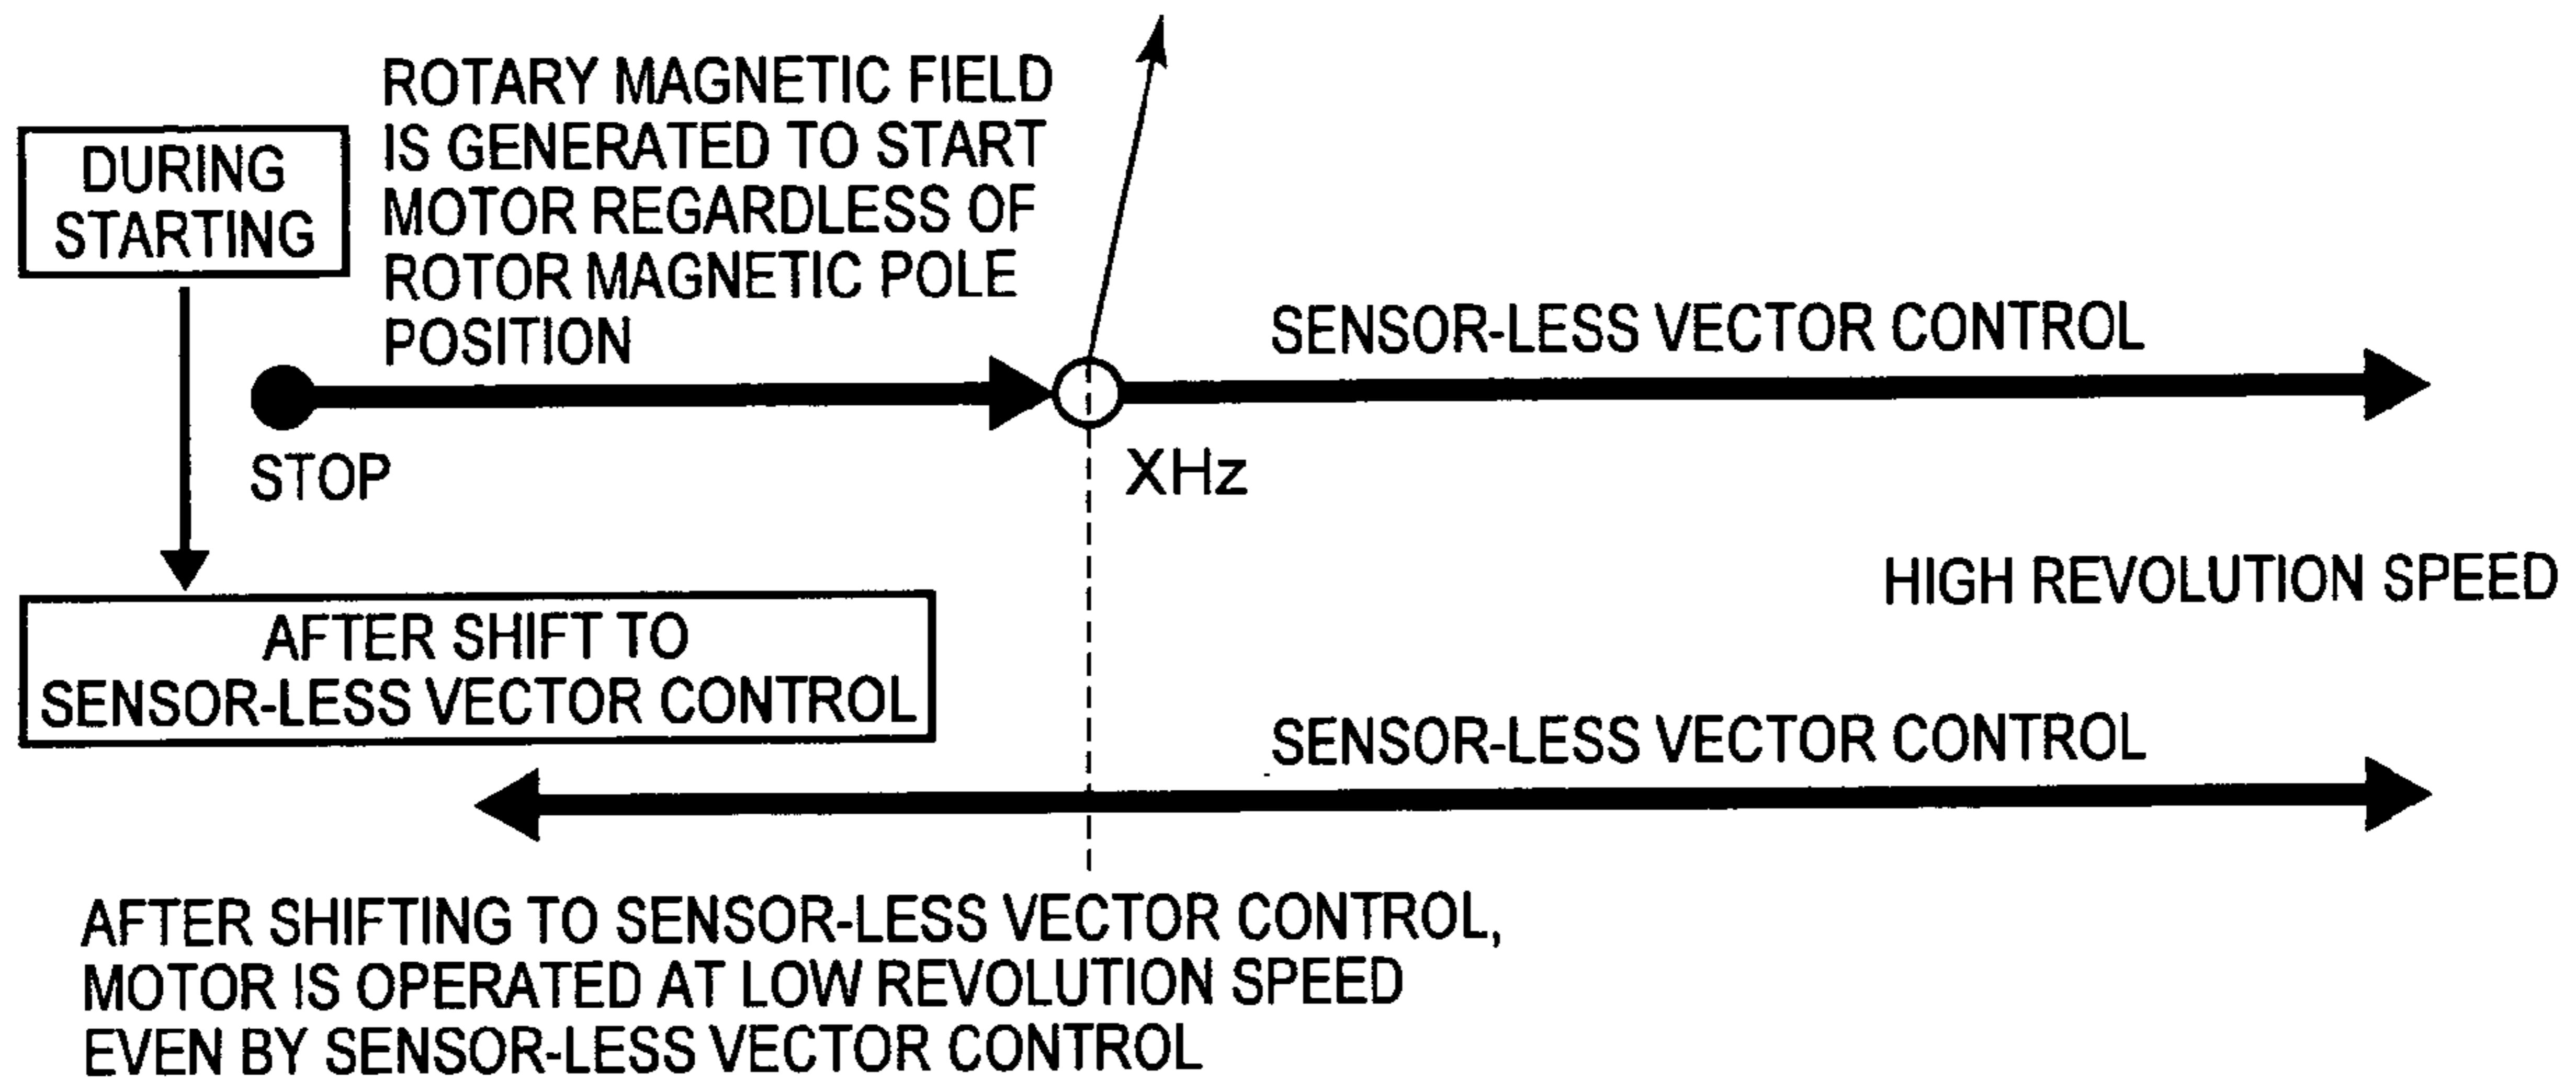 ROTARY MAGNETIC FIELD
IS GENERATED TO START
MOTOR REGARDLESS OF
ROTOR MAGNETIC POLE
POSITION
DURING
STARTING
SENSOR-LESS VECTOR CONTROL
STOP
XHz
HIGH REVOLUTION SPEED
AFTER SHIFT TO
SENSOR-LESS VECTOR CONTROL
SENSOR-LESS VECTOR CONTROL
AFTER SHIFTING TO SENSOR-LESS VECTOR CONTROL,
MOTOR IS OPERATED AT LOW REVOLUTION SPEED
EVEN BY SENSOR-LESS VECTOR CONTROL